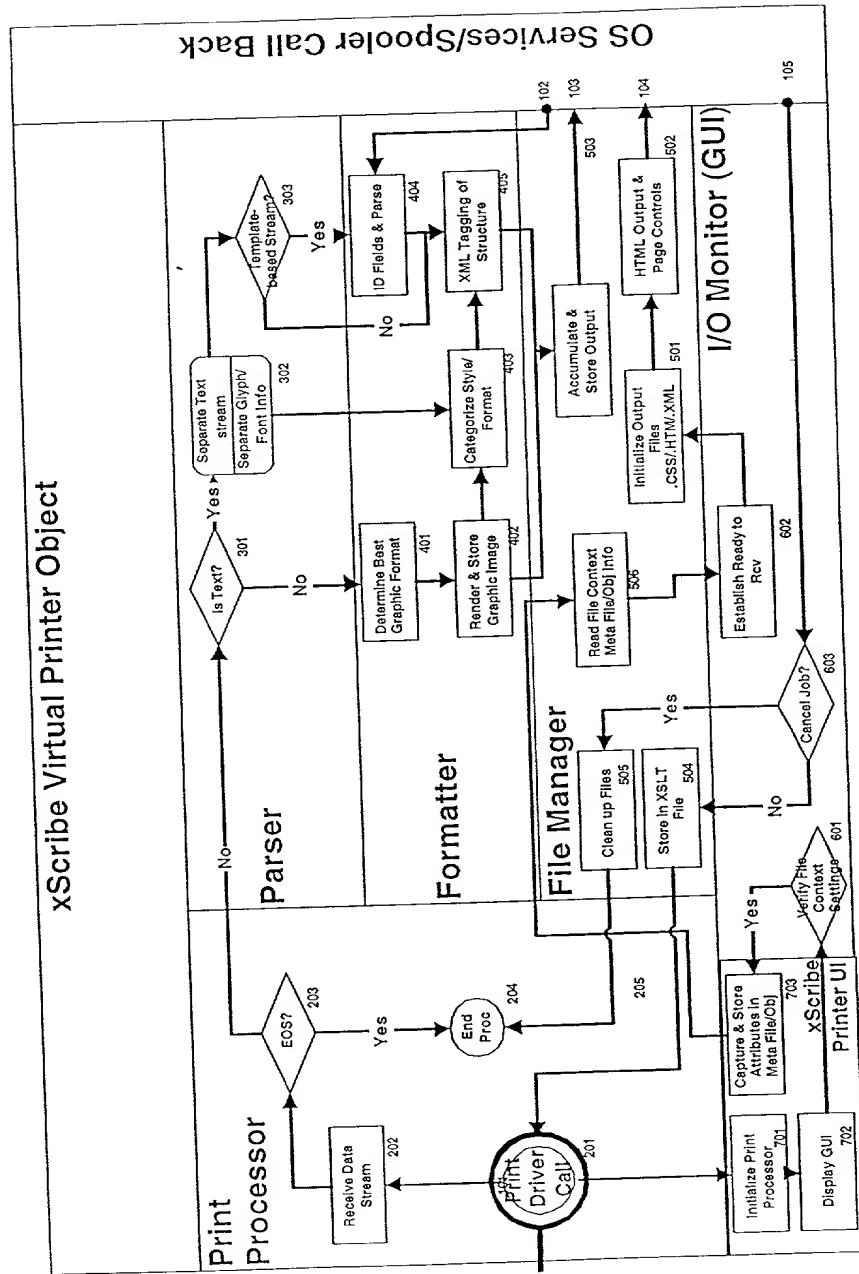 xScribe Virtual Printer Object
OS Services/Spooler Call Back
Print
Processor
Receive Data
Stream
202
EOS?
203
No
Yes
End
Proc
204
205
Print
Driver
Call
201
Parser
Is Text?
301
Yes
No
Separate Text
stream
Separate Glyph/
Font Info
302
Template-
based Stream?
303
Yes
No
Formatter
Determine Best
Graphic Format
401
Render & Store
Graphic Image
402
Categorize Style/
Format
403
ID Fields & Parse
404
XML Tagging of
Structure
405
102
File Manager
Clean up Files
505
Store in XSLT
File
504
Read File Context
Meta File/Obj Info
506
Accumulate &
Store Output
503
103
Initialize Output
Files
.CSS/.HTM/.XML
501
HTML Output &
Page Controls
502
104
I/O Monitor (GUI)
Establish Ready to
Rcv
602
Cancel Job?
603
Yes
No
105
Verify File
Context
Settings
601
Yes
xScribe
Printer UI
Initialize Print
Processor
701
Display GUI
702
Capture & Store
Attributes in
Meta File/Obj
703